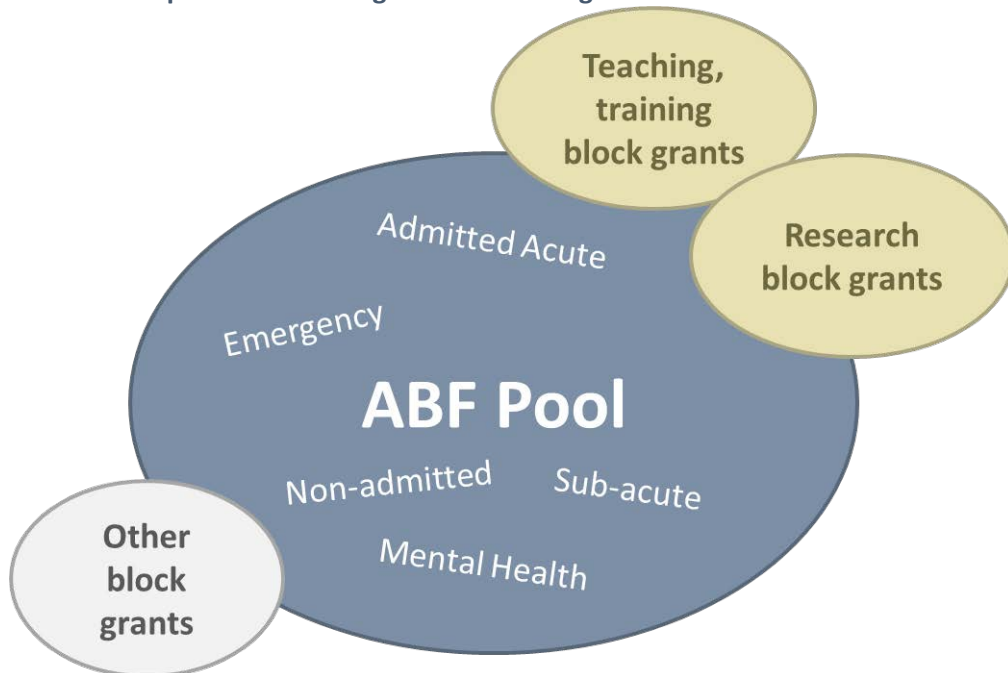 Teaching,
training
block grants
Research
block grants
Admitted Acute
Emergency
ABF Pool
Non-admitted
Sub-acute
Mental Health
Other
block
grants